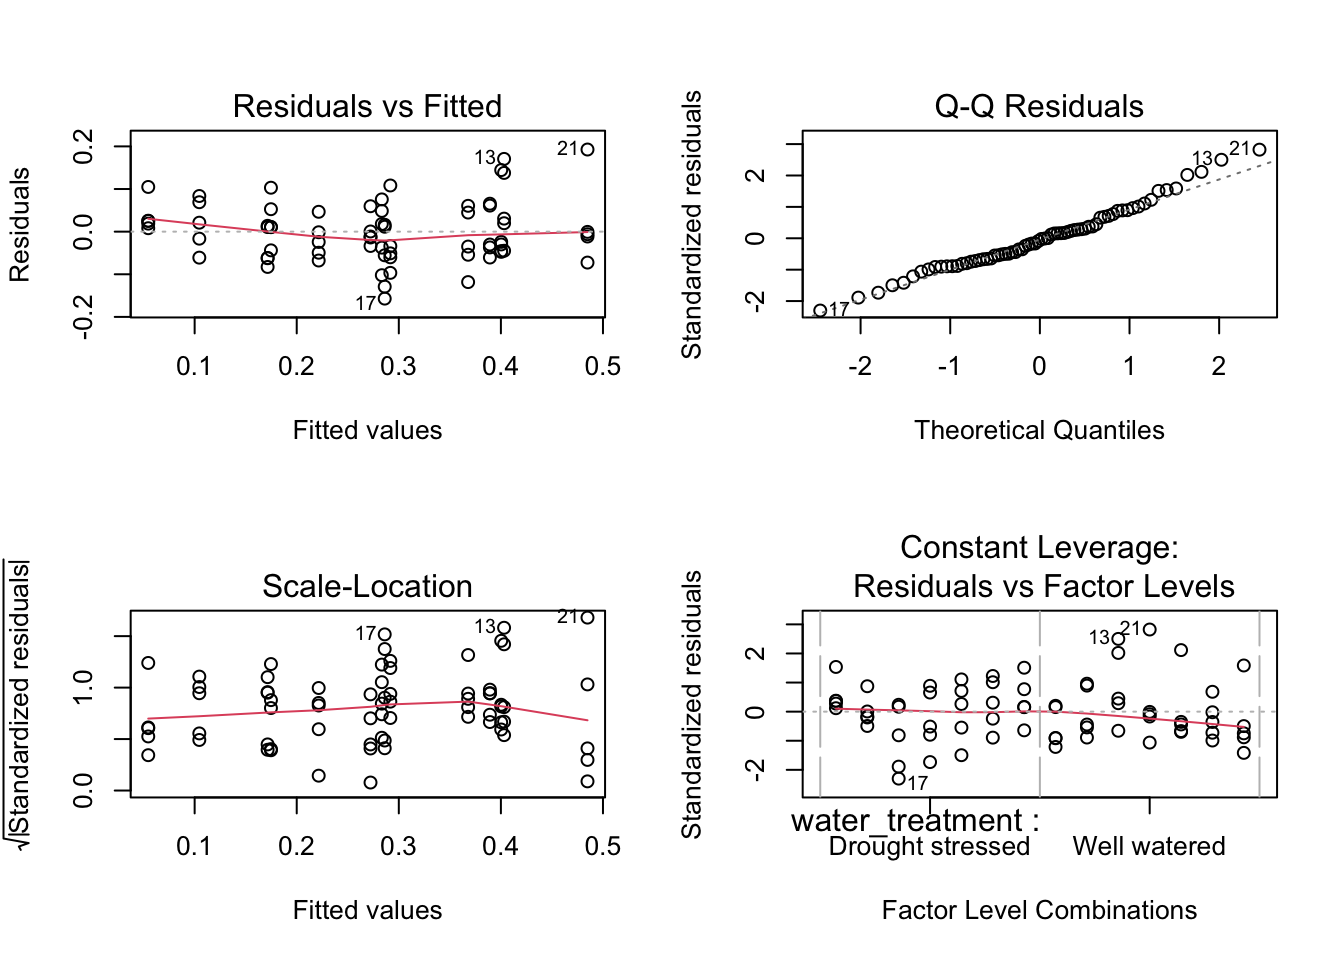 Residuals vs Fitted
Residuals
0.2
0.0
-0.2
13
21
17
0.1 0.2 0.3 0.4 0.5
Fitted values
Q-Q Residuals
Standardized residuals
2
0
-2
13 21
17
-2 -1 0 1 2
Theoretical Quantiles
Scale-Location
√|Standardized residuals|
1.0
0.0
17
13
21
0.1 0.2 0.3 0.4 0.5
Fitted values
Constant Leverage:
Residuals vs Factor Levels
Standardized residuals
2
0
-2
13 21
17
water_treatment :
Drought stressed Well watered
Factor Level Combinations